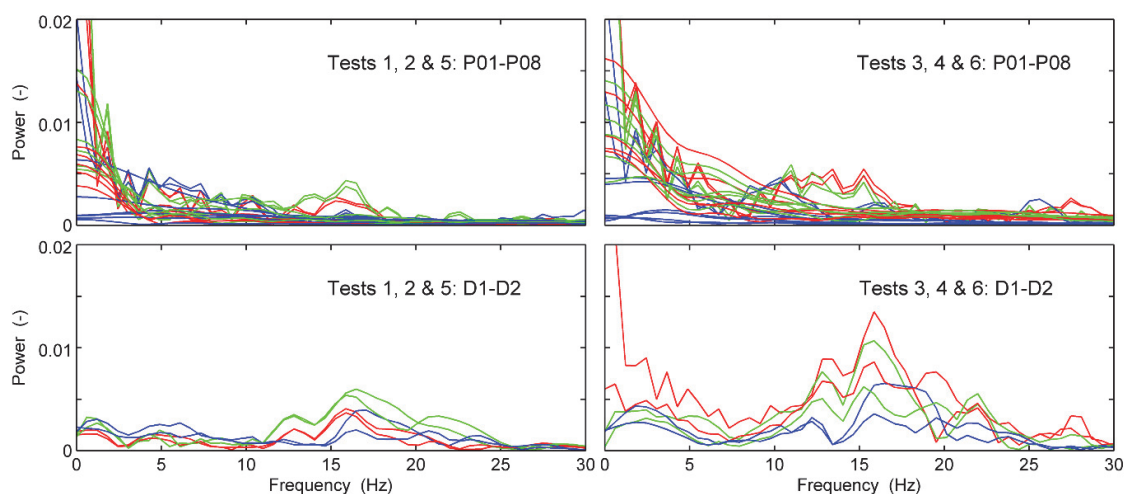 0.02
Tests 1, 2 & 5: P01-P08
Tests 3, 4 & 6: P01-P08
Power (-)
0.01
0
0.02
Tests 1, 2 & 5: D1-D2
Tests 3, 4 & 6: D1-D2
Power (-)
0.01
0
0 5 10 15 20 25 30
0 5 10 15 20 25 30
Frequency (Hz)
Frequency (Hz)